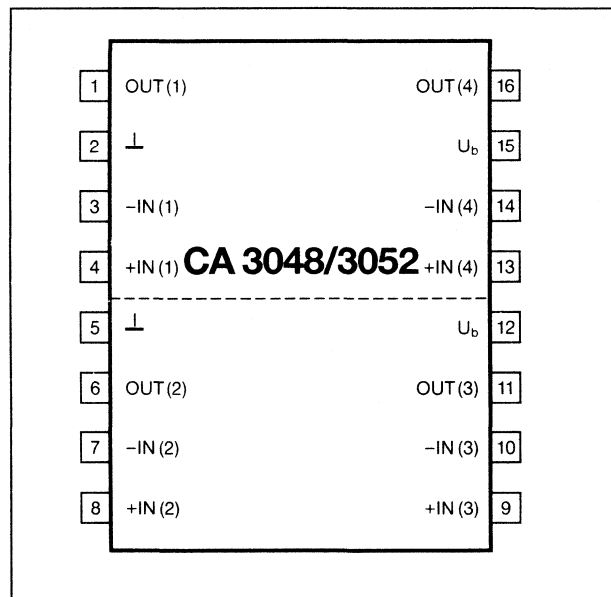 1 OUT(1) OUT(4) 16
2 ⊥ U_b 15
3 –IN(1) –IN(4) 14
4 +IN(1) CA 3048/3052 +IN(4) 13
5 ⊥ U_b 12
6 OUT(2) OUT(3) 11
7 –IN(2) –IN(3) 10
8 +IN(2) +IN(3) 9